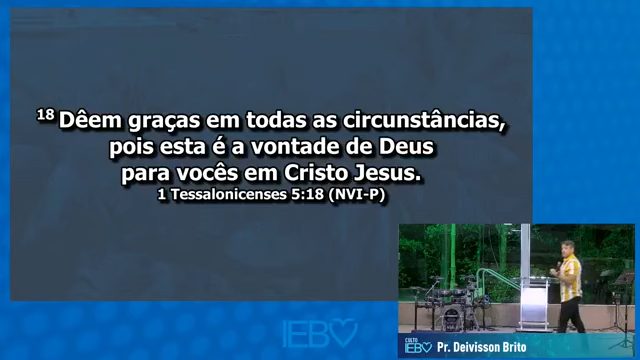 18 Dêem graças em todas as circunstâncias,
pois esta é a vontade de Deus
para vocês em Cristo Jesus.
1 Tessalonicenses 5:18 (NVI-P)
IEB
CULTO
IEB
Pr. Deivisson Brito